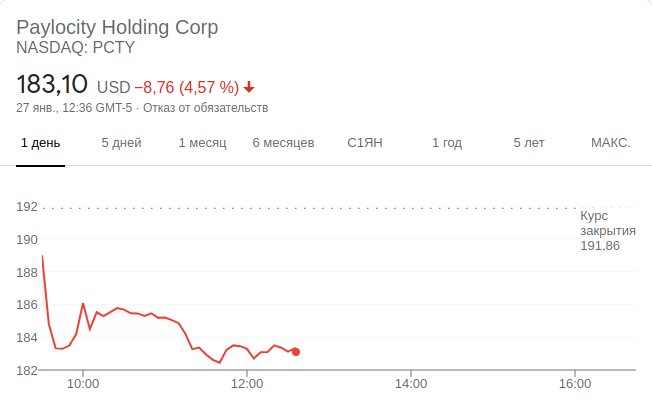 Paylocity Holding Corp
NASDAQ: PCTY
183,10 USD −8,76 (4,57 %)
27 янв., 12:36 GMT-5 · Отказ от обязательств
1 день 5 дней 1 месяц 6 месяцев С1ЯН 1 год 5 лет МАКС.
192
Курс
закрытия
191,86
190
188
186
184
182
10:00 12:00 14:00 16:00